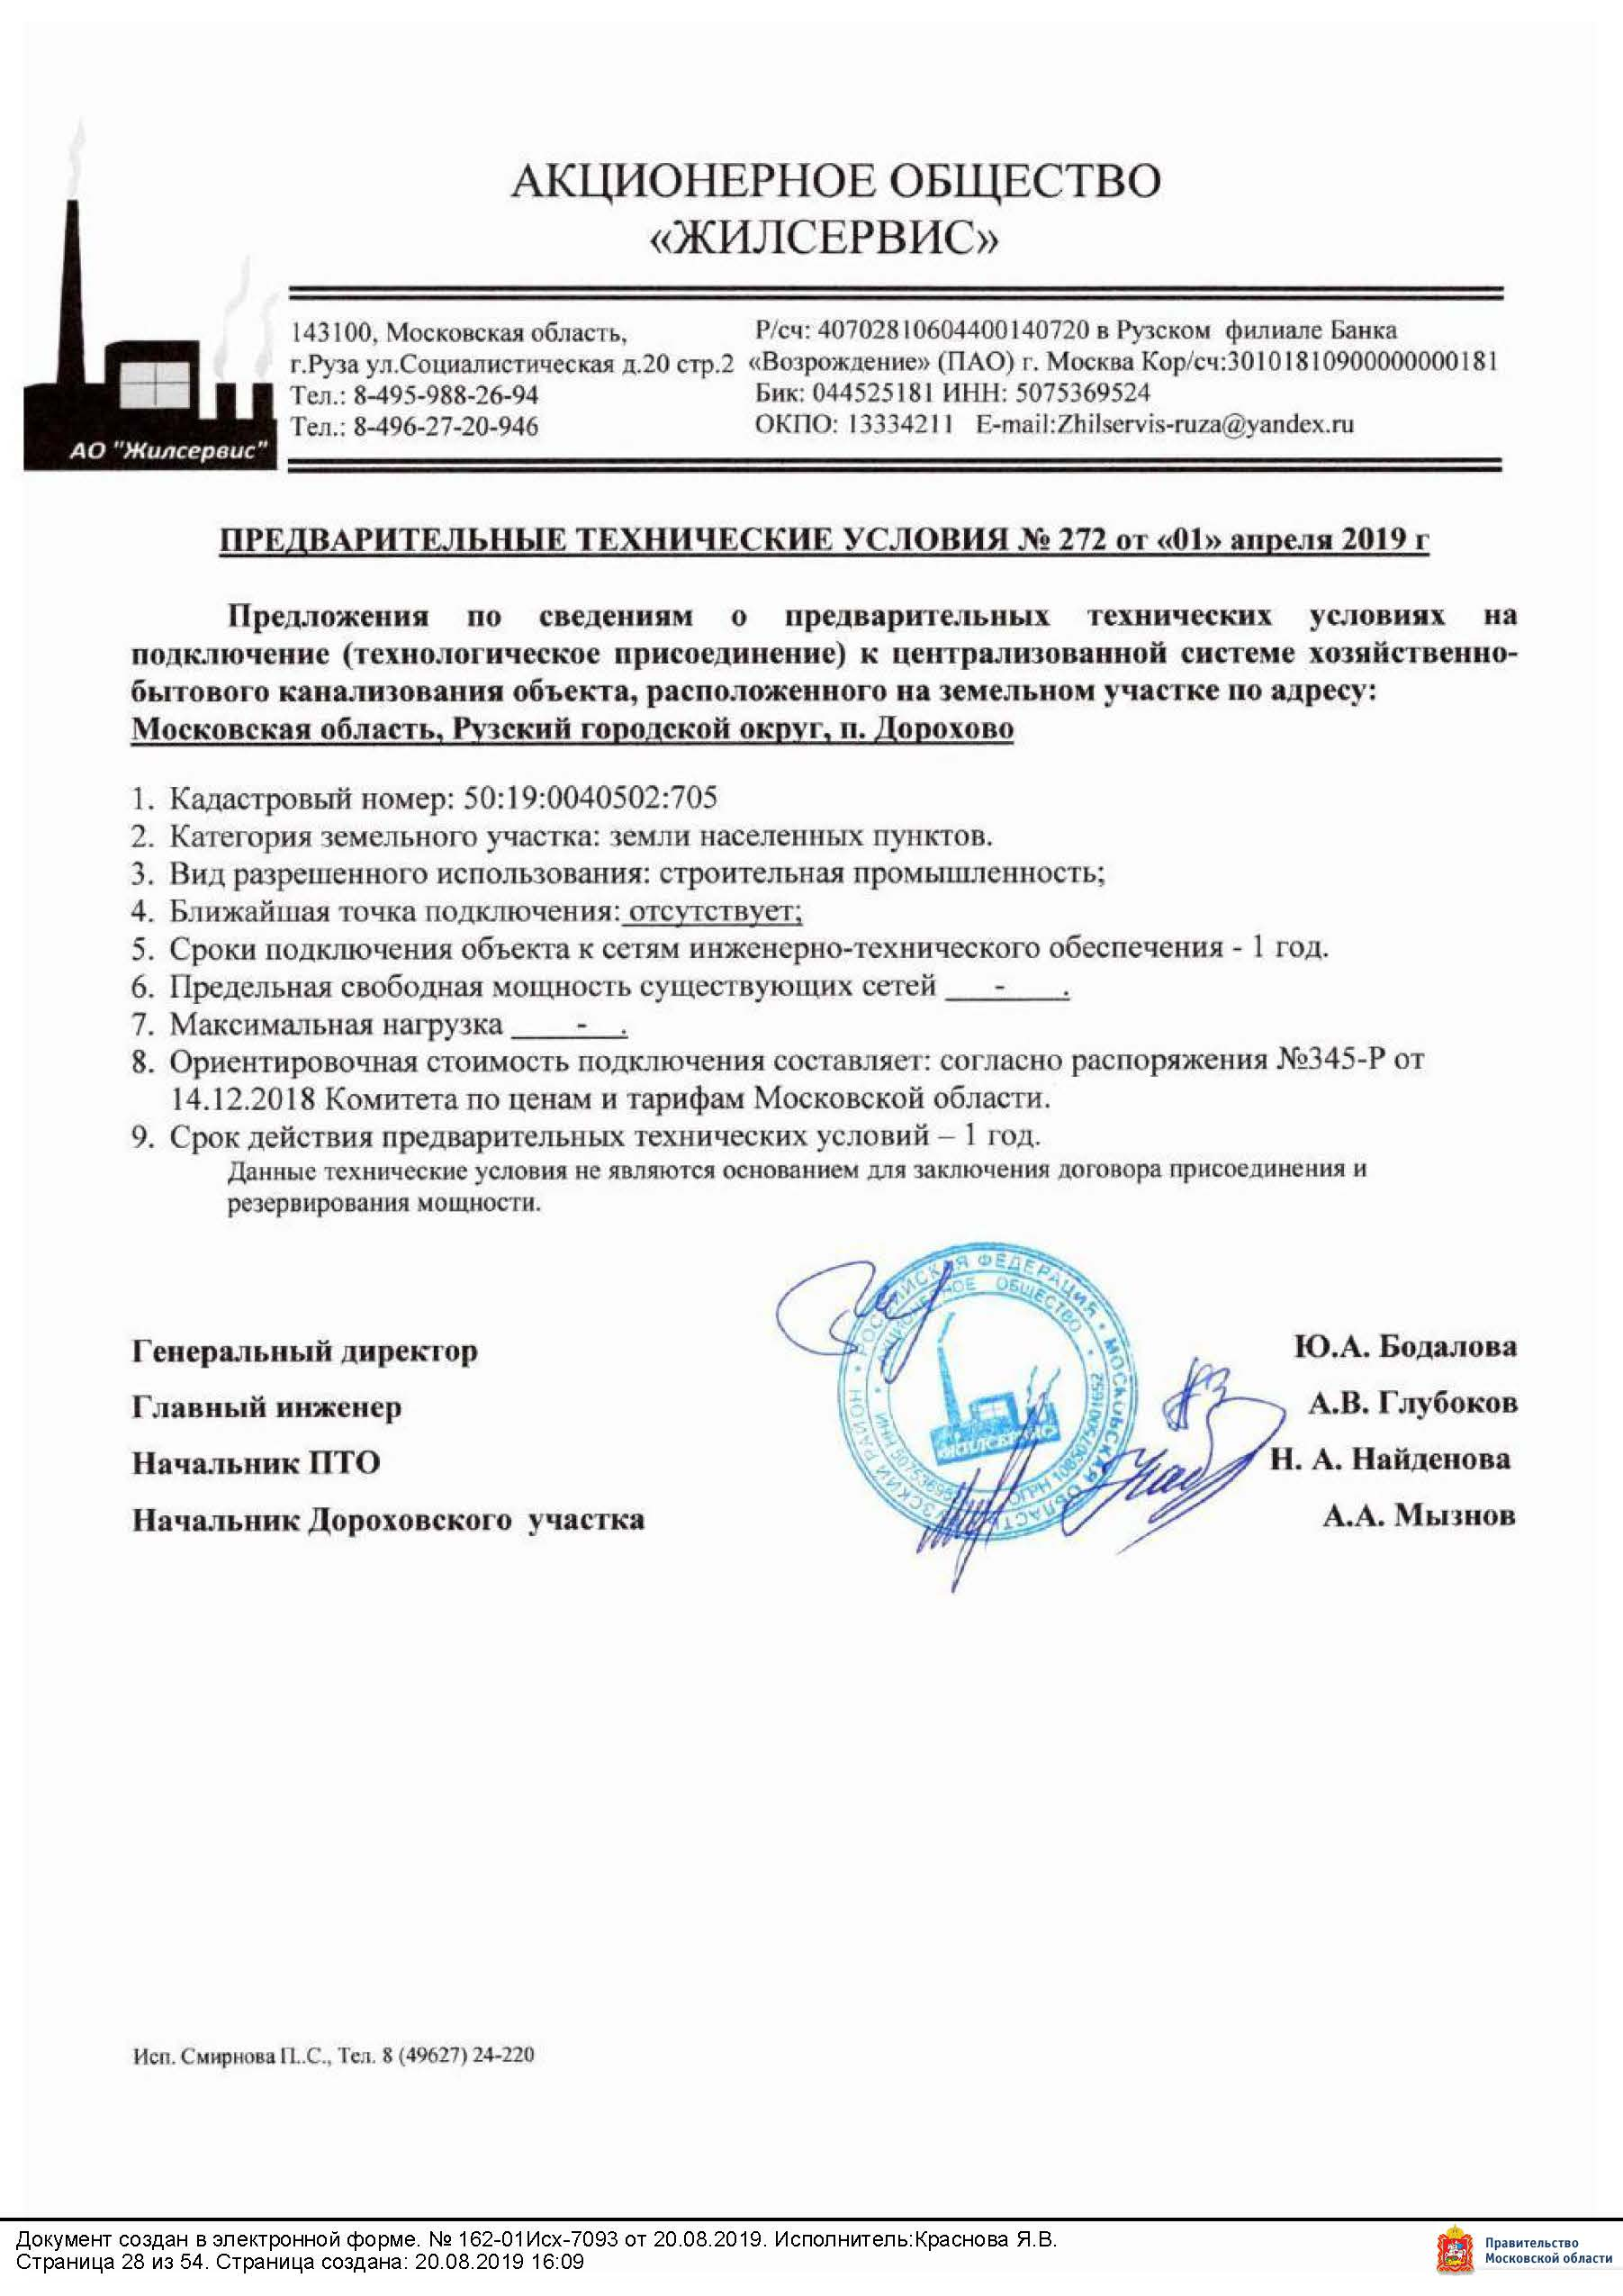 АКЦИОНЕРНОЕ ОБЩЕСТВО
«ЖИЛСЕРВИС»
АО "Жилсервис"
143100, Московская область,
г.Руза ул.Социалистическая д.20 стр.2
Тел.: 8-495-988-26-94
Тел.: 8-496-27-20-946
Р/сч: 40702810604400140720 в Рузском филиале Банка
«Возрождение» (ПАО) г. Москва Кор/сч:30101810900000000181
Бик: 044525181 ИНН: 5075369524
ОКПО: 13334211 E-mail:Zhilservis-ruza@yandex.ru
ПРЕДВАРИТЕЛЬНЫЕ ТЕХНИЧЕСКИЕ УСЛОВИЯ № 272 от «01» апреля 2019 г
Предложения по сведениям о предварительных технических условиях на
подключение (технологическое присоединение) к централизованной системе хозяйственно-
бытового канализования объекта, расположенного на земельном участке по адресу:
Московская область, Рузский городской округ, п. Дорохово
1. Кадастровый номер: 50:19:0040502:705
2. Категория земельного участка: земли населенных пунктов.
3. Вид разрешенного использования: строительная промышленность;
4. Ближайшая точка подключения: отсутствует;
5. Сроки подключения объекта к сетям инженерно-технического обеспечения - 1 год.
6. Предельная свободная мощность существующих сетей ___-___.
7. Максимальная нагрузка ____-__.
8. Ориентировочная стоимость подключения составляет: согласно распоряжения №345-Р от
14.12.2018 Комитета по ценам и тарифам Московской области.
9. Срок действия предварительных технических условий – 1 год.
Данные технические условия не являются основанием для заключения договора присоединения и
резервирования мощности.
РОССИЙСКАЯ ФЕДЕРАЦИЯ • МОСКОВСКАЯ ОБЛАСТЬ
АКЦИОНЕРНОЕ ОБЩЕСТВО
«ЖИЛСЕРВИС»
Генеральный директор Ю.А. Бодалова
Главный инженер А.В. Глубоков
Начальник ПТО Н. А. Найденова
Начальник Дороховского участка А.А. Мызнов
Исп. Смирнова П..С., Тел. 8 (49627) 24-220
Документ создан в электронной форме. № 162-01Исх-7093 от 20.08.2019. Исполнитель:Краснова Я.В.
Страница 28 из 54. Страница создана: 20.08.2019 16:09
Правительство
Московской области